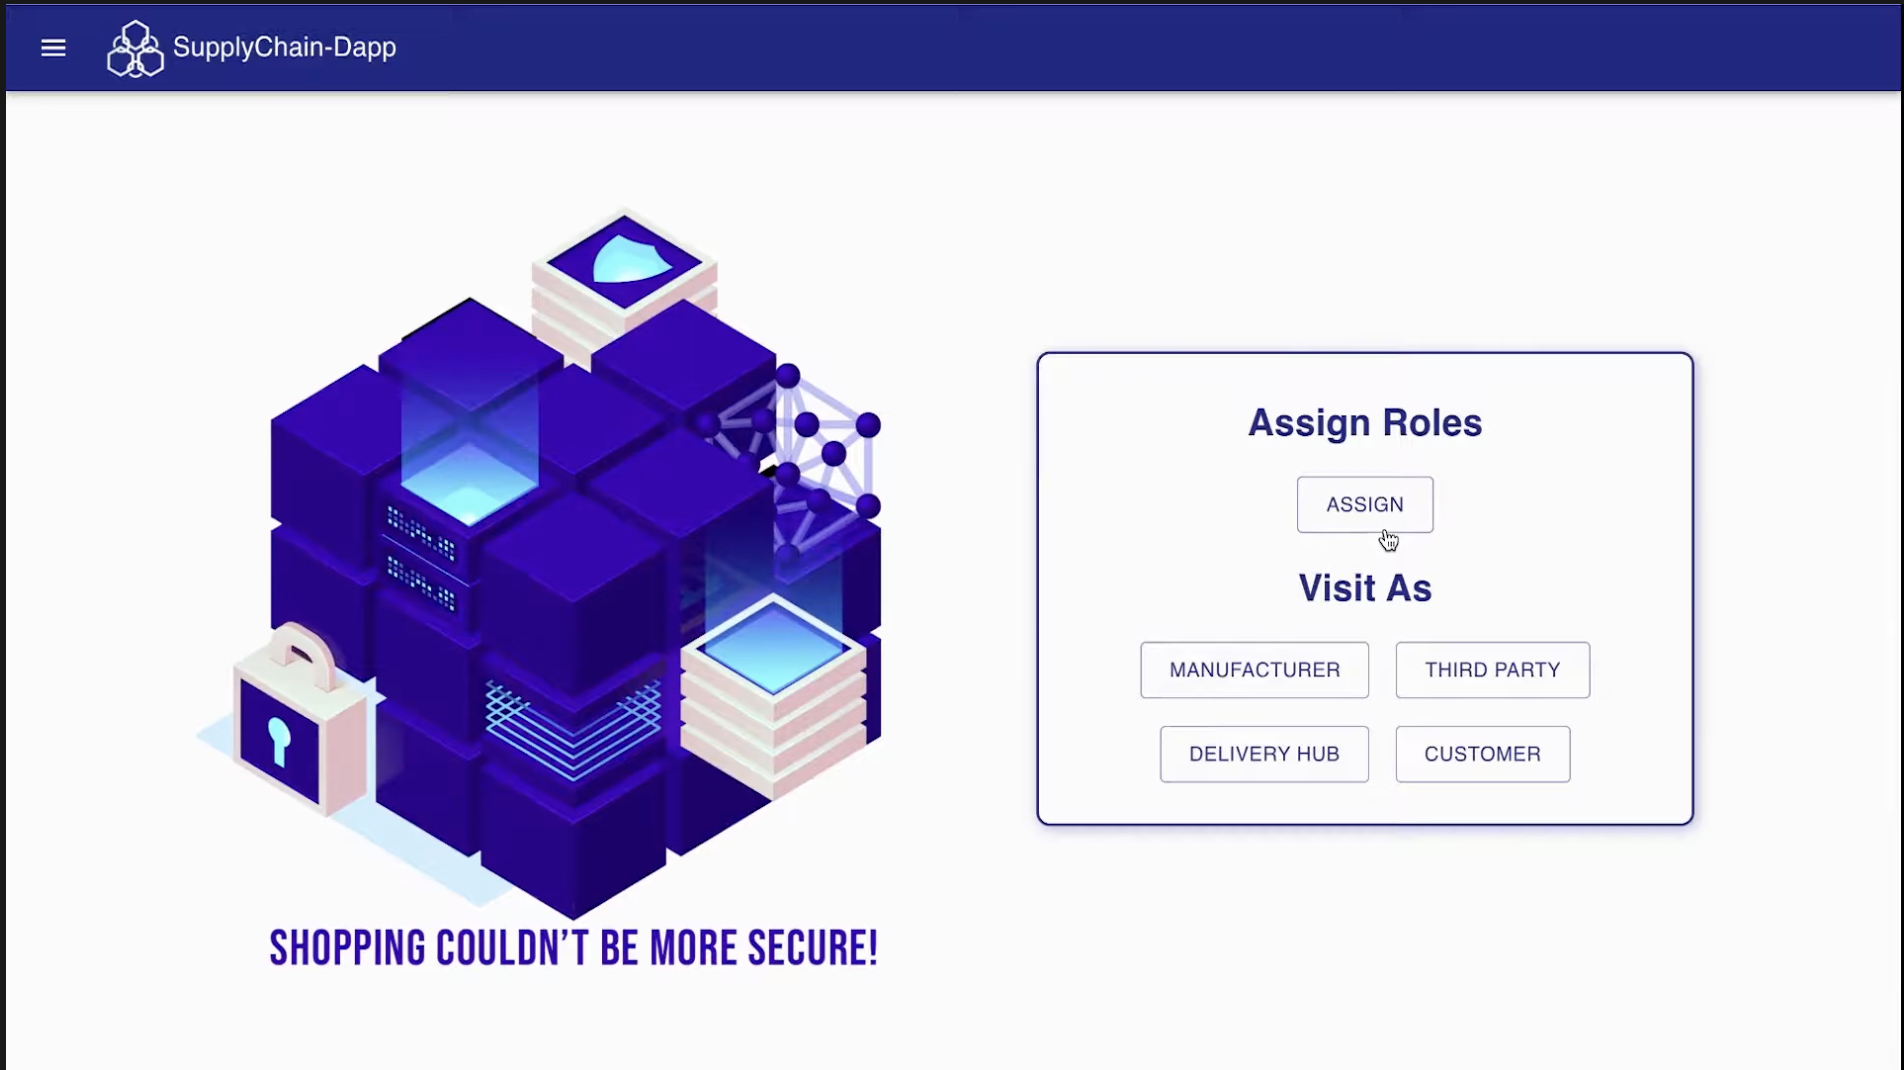 SupplyChain-Dapp
Assign Roles
ASSIGN
Visit As
MANUFACTURER
THIRD PARTY
DELIVERY HUB
CUSTOMER
SHOPPING COULDN'T BE MORE SECURE!